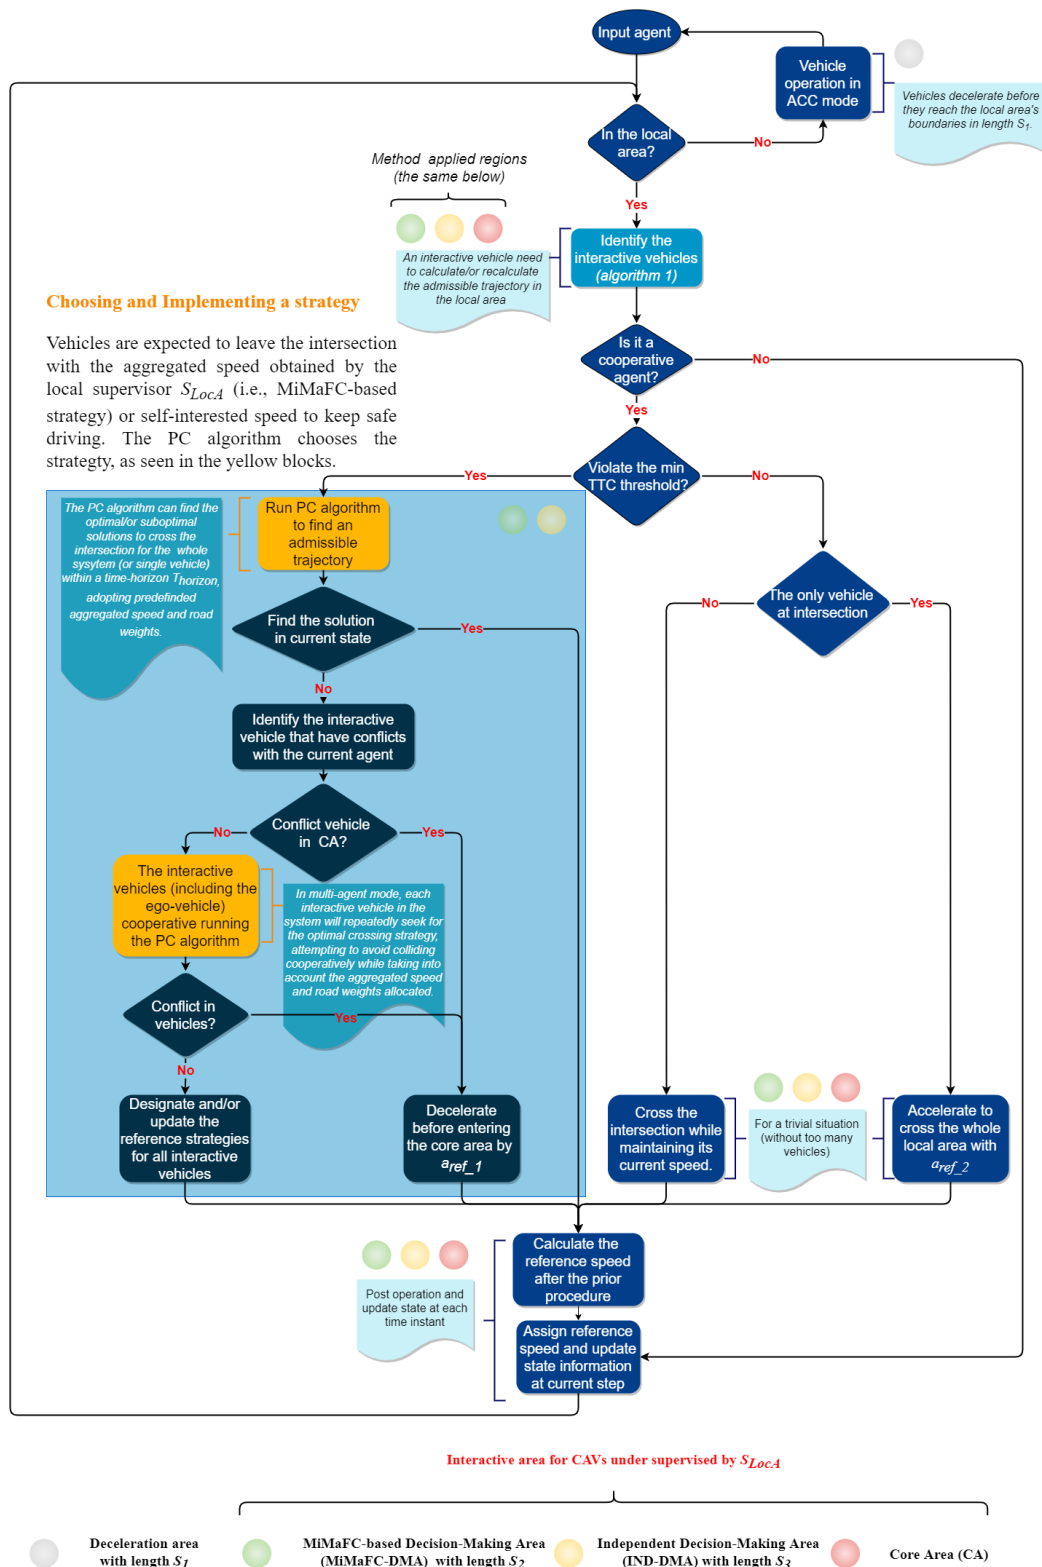 Input agent
Vehicle
operation in
ACC mode
Vehicles decelerate before
they reach the local area's
boundaries in length S1.
In the local
area?
No
Method applied regions
(the same below)
Yes
An interactive vehicle need
to calculate/or recalculate
the admissible trajectory in
the local area
Identify the
interactive vehicles
(algorithm 1)
Choosing and Implementing a strategy
Vehicles are expected to leave the intersection
with the aggregated speed obtained by the
local supervisor SLocA (i.e., MiMaFC-based
strategy) or self-interested speed to keep safe
driving. The PC algorithm chooses the
strategty, as seen in the yellow blocks.
Is it a
cooperative
agent?
No
Yes
Violate the min
TTC threshold?
Yes
No
The PC algorithm can find the
optimal/or suboptimal
solutions to cross the
intersection for the whole
sysytem (or single vehicle)
within a time-horizon Thorizon,
adopting predefindded
aggregated speed and road
weights.
Run PC algorithm
to find an
admissible
trajectory
The only vehicle
at intersection
No
Yes
Find the solution
in current state
Yes
No
Identify the interactive
vehicle that have conflicts
with the current agent
Conflict vehicle
in CA?
No
Yes
The interactive
vehicles (including the
ego-vehicle)
cooperative running
the PC algorithm
In multi-agent mode, each
interactive vehicle in the
system will repeatedly seek for
the optimal crossing strategy,
attempting to avoid colliding
cooperatively while taking into
account the aggregated speed
and road weights allocated.
Conflict in
vehicles?
Yes
No
Designate and/or
update the
reference strategies
for all interactive
vehicles
Decelerate
before entering
the core area by
aref_1
Cross the
intersection while
maintaining its
current speed.
For a trivial situation
(without too many
vehicles)
Accelerate to
cross the whole
local area with
aref_2
Calculate the
reference speed
after the prior
procedure
Post operation and
update state at each
time instant
Assign reference
speed and update
state information
at current step
Interactive area for CAVs under supervised by SLocA
Deceleration area
with length S1
MiMaFC-based Decision-Making Area
(MiMaFC-DMA) with length S2
Independent Decision-Making Area
(IND-DMA) with length S3
Core Area (CA)